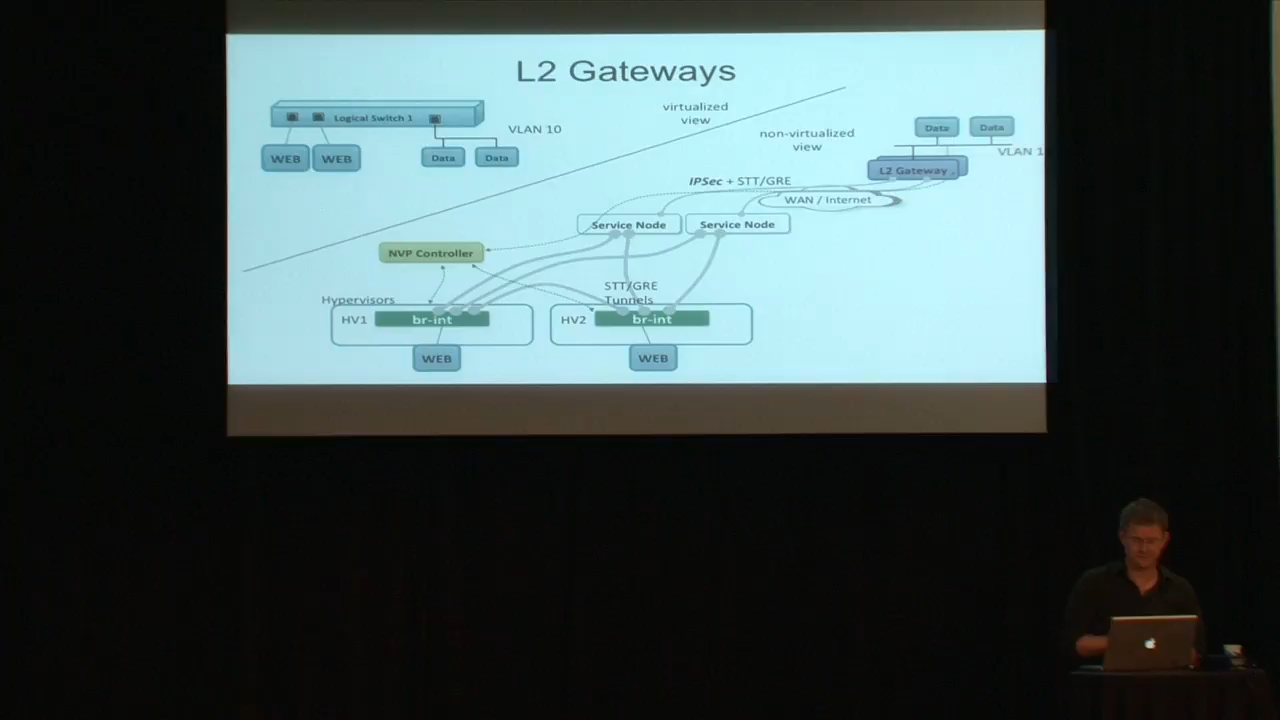 L2 Gateways
virtualized
view
Logical Switch 1
VLAN 10
WEB
WEB
Data
Data
non-virtualized
view
Data
Data
VLAN 1
L2 Gateway
IPSec + STT/GRE
WAN / Internet
Service Node
Service Node
NVP Controller
STT/GRE
Tunnels
Hypervisors
HV1
br-int
HV2
br-int
WEB
WEB